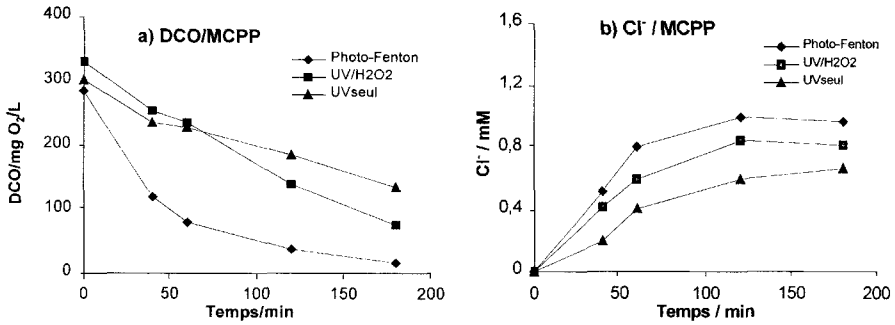 a) DCO/MCPP
Photo-Fenton
UV/H2O2
UVseul
DCO/mg O₂/L
400
300
200
100
0
0
50
100
150
200
Temps/min
b) Cl⁻ / MCPP
Photo-Fenton
UV/H2O2
UVseul
Cl⁻ / mM
1,6
1,2
0,8
0,4
0
0
50
100
150
200
Temps / min